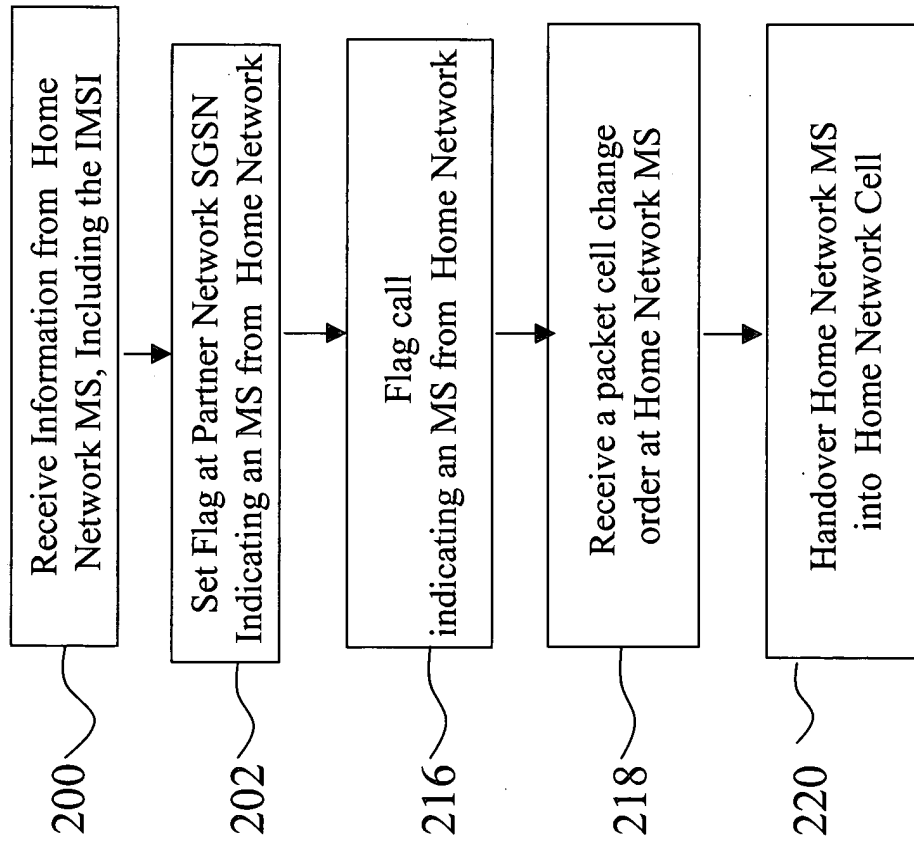 200
Receive Information from Home
Network MS, Including the IMSI
202
Set Flag at Partner Network SGSN
Indicating an MS from Home Network
216
Flag call
indicating an MS from Home Network
218
Receive a packet cell change
order at Home Network MS
220
Handover Home Network MS
into Home Network Cell